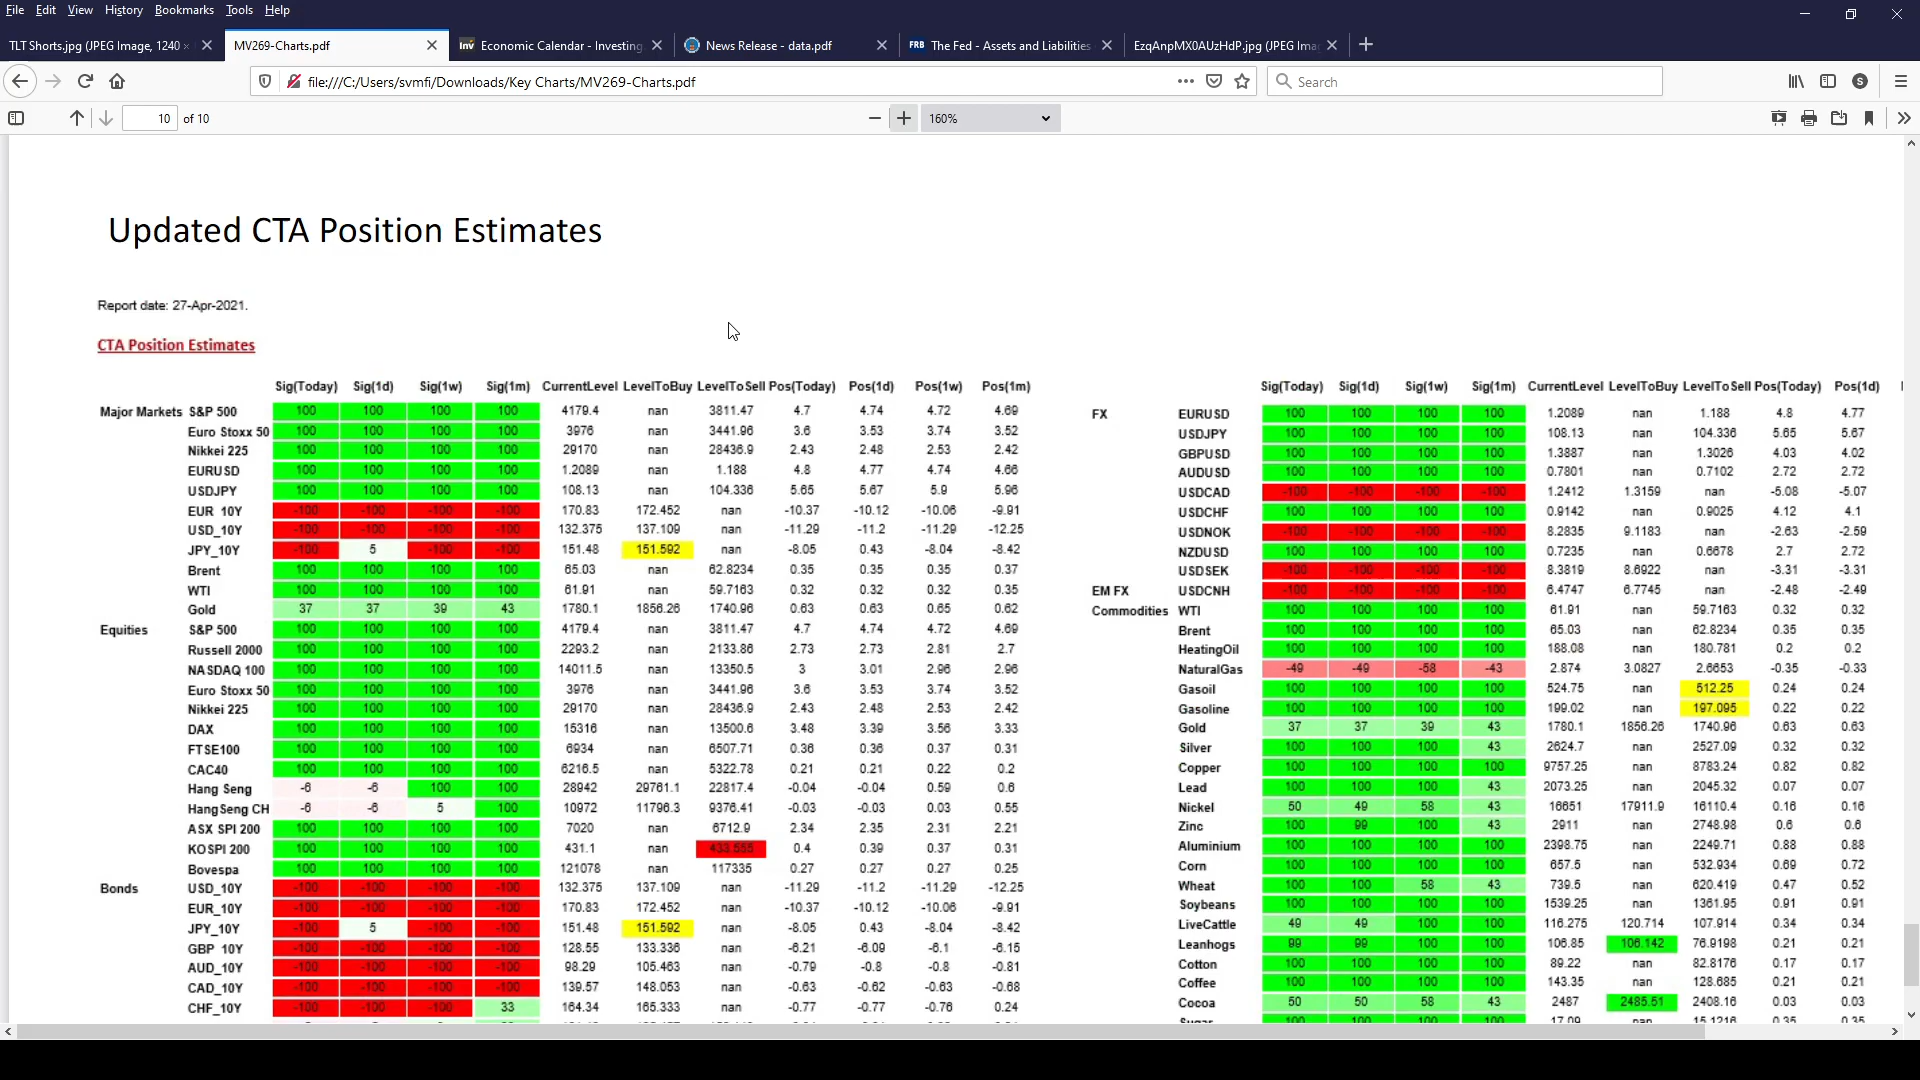 File Edit View History Bookmarks Tools Help
TLT Shorts.jpg (JPEG Image, 1240 × MV269-Charts.pdf Economic Calendar - Investing. News Release - data.pdf The Fed - Assets and Liabilities EzqAnpMX0AUzHdP.jpg (JPEG Ima
file:///C:/Users/svmfi/Downloads/Key Charts/MV269-Charts.pdf Search
10 of 10 160%
Updated CTA Position Estimates
Report date: 27-Apr-2021.
CTA Position Estimates
Sig(Today) Sig(1d) Sig(1w) Sig(1m) CurrentLevel LevelToBuy LevelToSell Pos(Today) Pos(1d) Pos(1w) Pos(1m)
Major Markets S&P 500 100 100 100 100 4179.4 nan 3811.47 4.7 4.74 4.72 4.69
Euro Stoxx 50 100 100 100 100 3976 nan 3441.96 3.6 3.53 3.74 3.52
Nikkei 225 100 100 100 100 29170 nan 28436.9 2.43 2.48 2.53 2.42
EURUSD 100 100 100 100 1.2089 nan 1.188 4.8 4.77 4.74 4.66
USDJPY 100 100 100 100 108.13 nan 104.336 5.65 5.67 5.9 5.96
EUR_10Y -100 -100 -100 -100 170.83 172.452 nan -10.37 -10.12 -10.06 -9.91
USD_10Y -100 -100 -100 -100 132.375 137.109 nan -11.29 -11.2 -11.29 -12.25
JPY_10Y -100 5 -100 -100 151.48 151.592 nan -8.05 0.43 -8.04 -8.42
Brent 100 100 100 100 65.03 nan 62.8234 0.35 0.35 0.35 0.37
WTI 100 100 100 100 61.91 nan 59.7163 0.32 0.32 0.32 0.35
Gold 37 37 39 43 1780.1 1856.26 1740.96 0.63 0.63 0.65 0.62
Equities S&P 500 100 100 100 100 4179.4 nan 3811.47 4.7 4.74 4.72 4.69
Russell 2000 100 100 100 100 2293.2 nan 2133.86 2.73 2.73 2.81 2.7
NASDAQ 100 100 100 100 100 14011.5 nan 13350.5 3 3.01 2.96 2.96
Euro Stoxx 50 100 100 100 100 3976 nan 3441.96 3.6 3.53 3.74 3.52
Nikkei 225 100 100 100 100 29170 nan 28436.9 2.43 2.48 2.53 2.42
DAX 100 100 100 100 15316 nan 13500.6 3.48 3.39 3.56 3.33
FTSE100 100 100 100 100 6934 nan 6507.71 0.36 0.36 0.37 0.31
CAC40 100 100 100 100 6216.5 nan 5322.78 0.21 0.21 0.22 0.2
Hang Seng -6 -6 100 100 28942 29761.1 22817.4 -0.04 -0.04 0.59 0.6
HangSeng CH -6 -6 5 100 10972 11796.3 9376.41 -0.03 -0.03 0.03 0.55
ASX SPI 200 100 100 100 100 7020 nan 6712.9 2.34 2.35 2.31 2.21
KOSPI 200 100 100 100 100 431.1 nan 433.555 0.4 0.39 0.37 0.31
Bovespa 100 100 100 100 121078 nan 117335 0.27 0.27 0.27 0.25
Bonds USD_10Y -100 -100 -100 -100 132.375 137.109 nan -11.29 -11.2 -11.29 -12.25
EUR_10Y -100 -100 -100 -100 170.83 172.452 nan -10.37 -10.12 -10.06 -9.91
JPY_10Y -100 5 -100 -100 151.48 151.592 nan -8.05 0.43 -8.04 -8.42
GBP_10Y -100 -100 -100 -100 128.55 133.336 nan -6.21 -6.09 -6.1 -6.15
AUD_10Y -100 -100 -100 -100 98.29 105.463 nan -0.79 -0.8 -0.8 -0.81
CAD_10Y -100 -100 -100 -100 139.57 148.053 nan -0.63 -0.62 -0.63 -0.68
CHF_10Y -100 -100 -100 33 164.34 165.333 nan -0.77 -0.77 -0.76 0.24
Sig(Today) Sig(1d) Sig(1w) Sig(1m) CurrentLevel LevelToBuy LevelToSell Pos(Today) Pos(1d)
FX EURUSD 100 100 100 100 1.2089 nan 1.188 4.8 4.77
USDJPY 100 100 100 100 108.13 nan 104.336 5.65 5.67
GBPUSD 100 100 100 100 1.3887 nan 1.3026 4.03 4.02
AUDUSD 100 100 100 100 0.7801 nan 0.7102 2.72 2.72
USDCAD -100 -100 -100 -100 1.2412 1.3159 nan -5.08 -5.07
USDCHF 100 100 100 100 0.9142 nan 0.9025 4.12 4.1
USDNOK -100 -100 -100 -100 8.2835 9.1183 nan -2.63 -2.59
NZDUSD 100 100 100 100 0.7235 nan 0.6678 2.7 2.72
USDSEK -100 -100 -100 -100 8.3819 8.6922 nan -3.31 -3.31
EM FX USDCNH -100 -100 -100 -100 6.4747 6.7745 nan -2.48 -2.49
Commodities WTI 100 100 100 100 61.91 nan 59.7163 0.32 0.32
Brent 100 100 100 100 65.03 nan 62.8234 0.35 0.35
HeatingOil 100 100 100 100 188.08 nan 180.781 0.2 0.2
NaturalGas -49 -49 -58 -43 2.874 3.0827 2.6653 -0.35 -0.33
Gasoil 100 100 100 100 524.75 nan 512.25 0.24 0.24
Gasoline 100 100 100 100 199.02 nan 197.095 0.22 0.22
Gold 37 37 39 43 1780.1 1856.26 1740.96 0.63 0.63
Silver 100 100 100 43 2624.7 nan 2527.09 0.32 0.32
Copper 100 100 100 100 9757.25 nan 8783.24 0.82 0.82
Lead 100 100 100 43 2073.25 nan 2045.32 0.07 0.07
Nickel 50 49 58 43 16651 17911.9 16110.4 0.16 0.16
Zinc 100 99 100 43 2911 nan 2748.98 0.6 0.6
Aluminium 100 100 100 100 2398.75 nan 2249.71 0.88 0.88
Corn 100 100 100 100 657.5 nan 532.934 0.69 0.72
Wheat 100 100 58 43 739.5 nan 620.419 0.47 0.52
Soybeans 100 100 100 100 1539.25 nan 1361.95 0.91 0.91
LiveCattle 49 49 100 100 116.275 120.714 107.914 0.34 0.34
Leanhogs 99 99 100 100 106.85 106.142 76.9198 0.21 0.21
Cotton 100 100 100 100 89.22 nan 82.8176 0.17 0.17
Coffee 100 100 100 100 143.35 nan 128.685 0.21 0.21
Cocoa 50 50 58 43 2487 2485.51 2408.16 0.03 0.03
Sugar 100 100 100 100 17.09 nan 15.1216 0.35 0.35